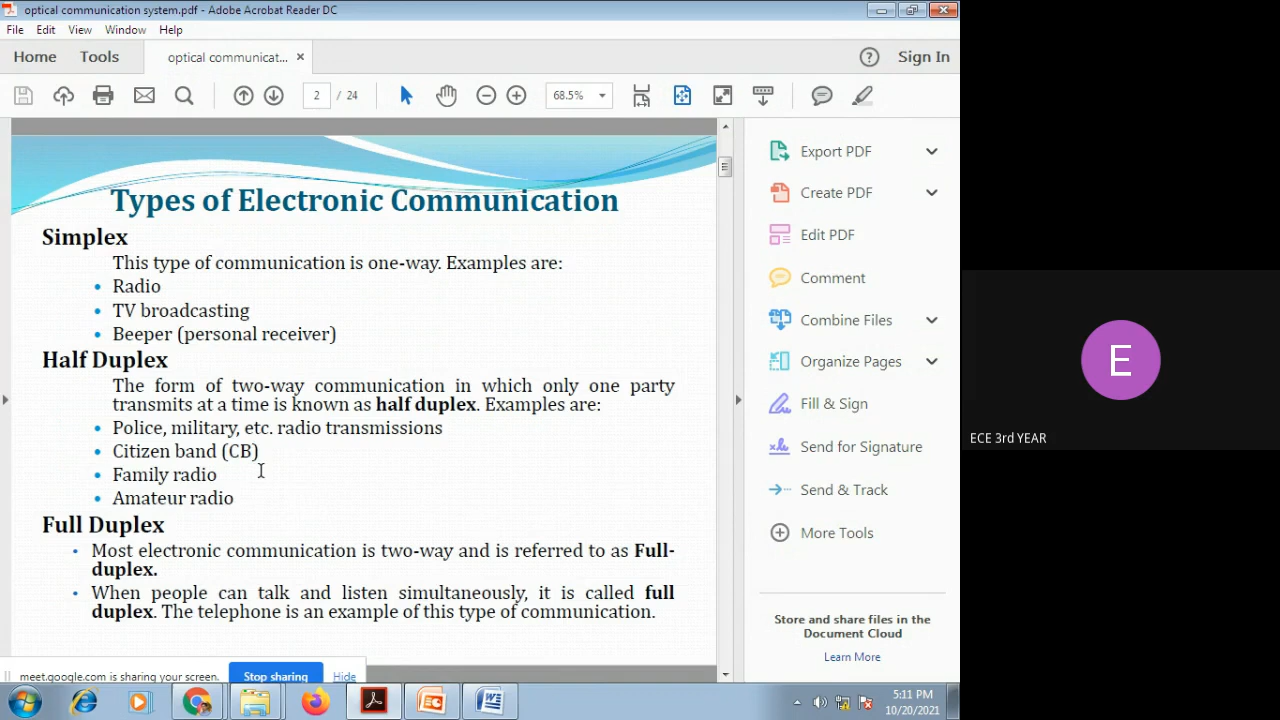 optical communication system.pdf - Adobe Acrobat Reader DC
File Edit View Window Help
Home Tools optical communicat... × Sign In
2 / 24 68.5%
Types of Electronic Communication
Simplex
This type of communication is one-way. Examples are:
• Radio
• TV broadcasting
• Beeper (personal receiver)
Half Duplex
The form of two-way communication in which only one party
transmits at a time is known as half duplex. Examples are:
• Police, military, etc. radio transmissions
• Citizen band (CB)
• Family radio
• Amateur radio
Full Duplex
• Most electronic communication is two-way and is referred to as Full-
duplex.
• When people can talk and listen simultaneously, it is called full
duplex. The telephone is an example of this type of communication.
Export PDF
Create PDF
Edit PDF
Comment
Combine Files
Organize Pages
Fill & Sign
Send for Signature
Send & Track
More Tools
Store and share files in the
Document Cloud
Learn More
E
ECE 3rd YEAR
meet.google.com is sharing your screen. Stop sharing Hide
5:11 PM
10/20/2021